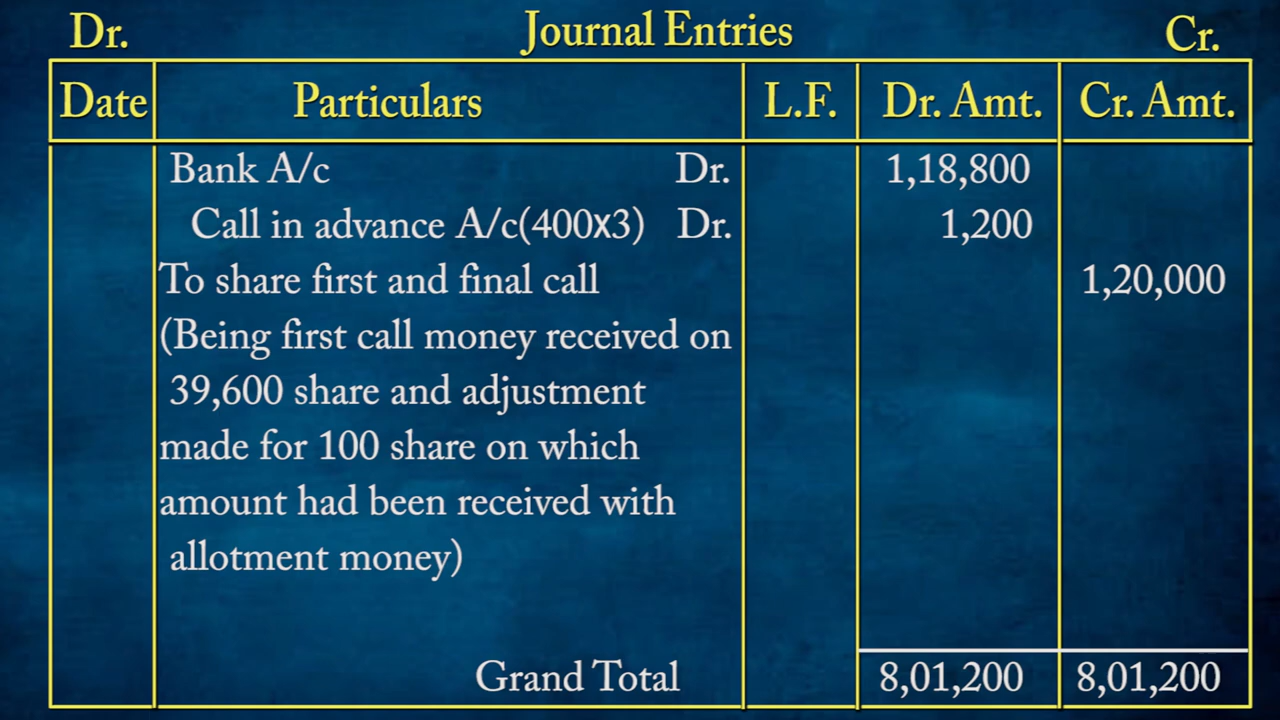 Dr. Journal Entries Cr.
Date Particulars L.F. Dr. Amt. Cr. Amt.
Bank A/c Dr. 1,18,800
Call in advance A/c(400x3) Dr. 1,200
To share first and final call 1,20,000
(Being first call money received on
39,600 share and adjustment
made for 100 share on which
amount had been received with
allotment money)
Grand Total 8,01,200 8,01,200